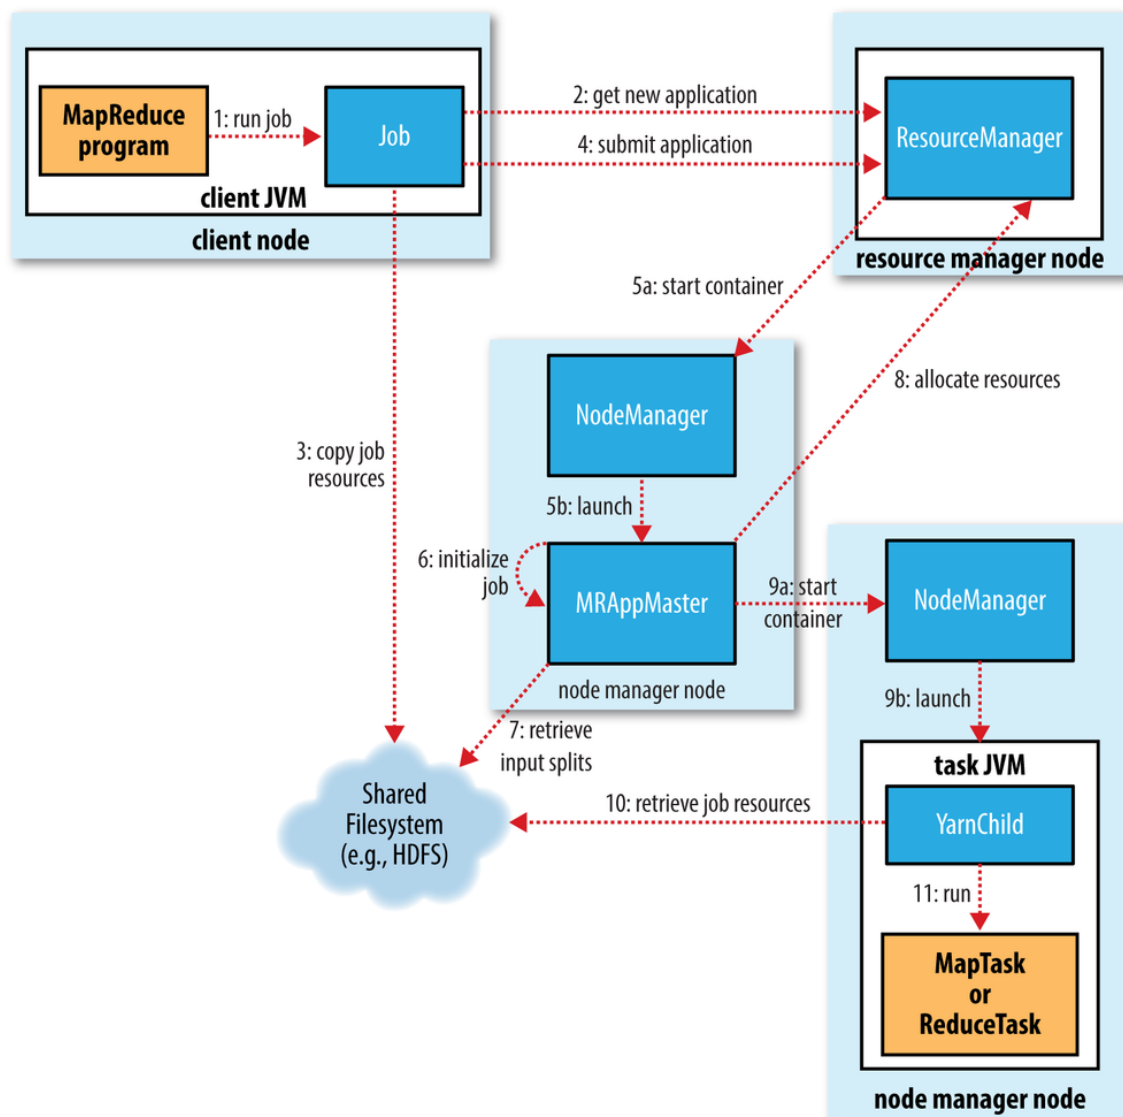 MapReduce
program
1: run job
Job
client JVM
client node
2: get new application
4: submit application
ResourceManager
resource manager node
5a: start container
3: copy job
resources
NodeManager
8: allocate resources
5b: launch
6: initialize
job
MRAppMaster
node manager node
9a: start
container
NodeManager
9b: launch
7: retrieve
input splits
Shared
Filesystem
(e.g., HDFS)
10: retrieve job resources
task JVM
YarnChild
11: run
MapTask
or
ReduceTask
node manager node